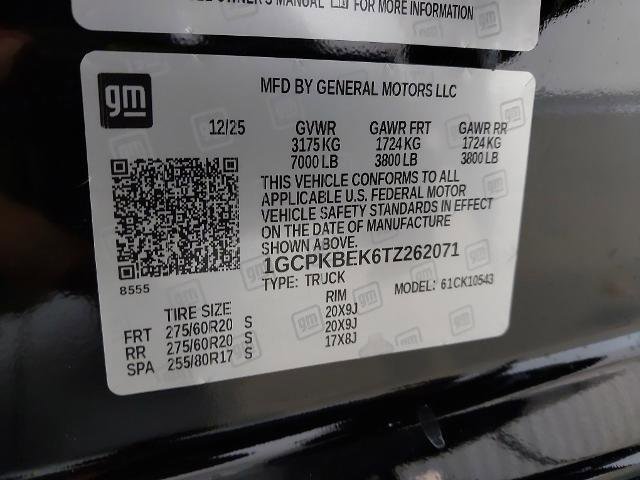 OWNER'S MANUAL FOR MORE INFORMATION
gm
MFD BY GENERAL MOTORS LLC
12/25 GVWR GAWR FRT GAWR RR
3175 KG 1724 KG 1724 KG
7000 LB 3800 LB 3800 LB
THIS VEHICLE CONFORMS TO ALL
APPLICABLE U.S. FEDERAL MOTOR
VEHICLE SAFETY STANDARDS IN EFFECT
ON THE DATE OF MANUFACTURE
SHOWN ABOVE.
1GCPKBEK6TZ262071
8555
TYPE: TRUCK MODEL: 61CK10543
TIRE SIZE RIM
FRT 275/60R20 S 20X9J
RR 275/60R20 S 20X9J
SPA 255/80R17 S 17X8J